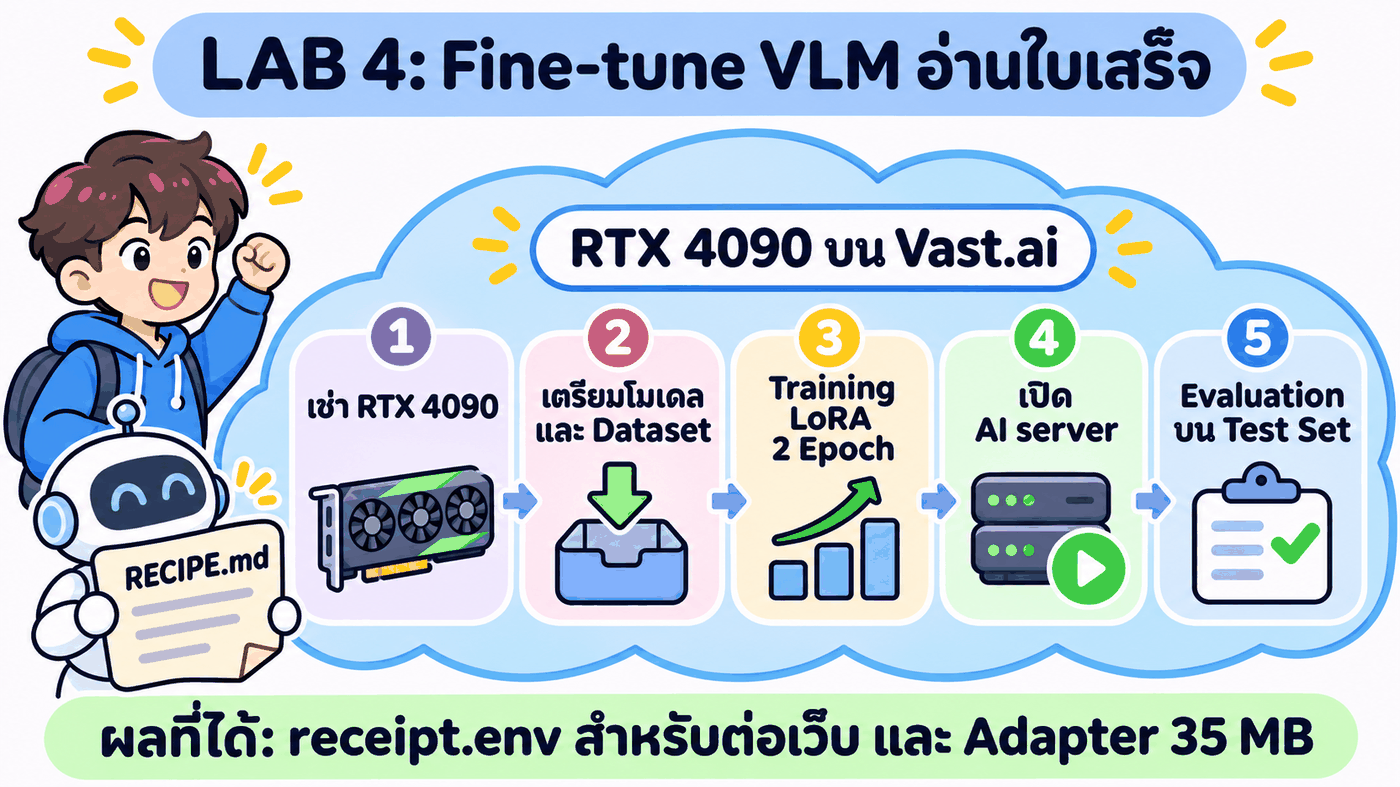 LAB 4: Fine-tune VLM อ่านใบเสร็จ
RTX 4090 บน Vast.ai
1
เช่า RTX 4090
2
เตรียมโมเดล
และ Dataset
3
Training
LoRA
2 Epoch
4
เปิด
AI server
5
Evaluation
บน Test Set
RECIPE.md
ผลที่ได้: receipt.env สำหรับต่อเว็บ และ Adapter 35 MB